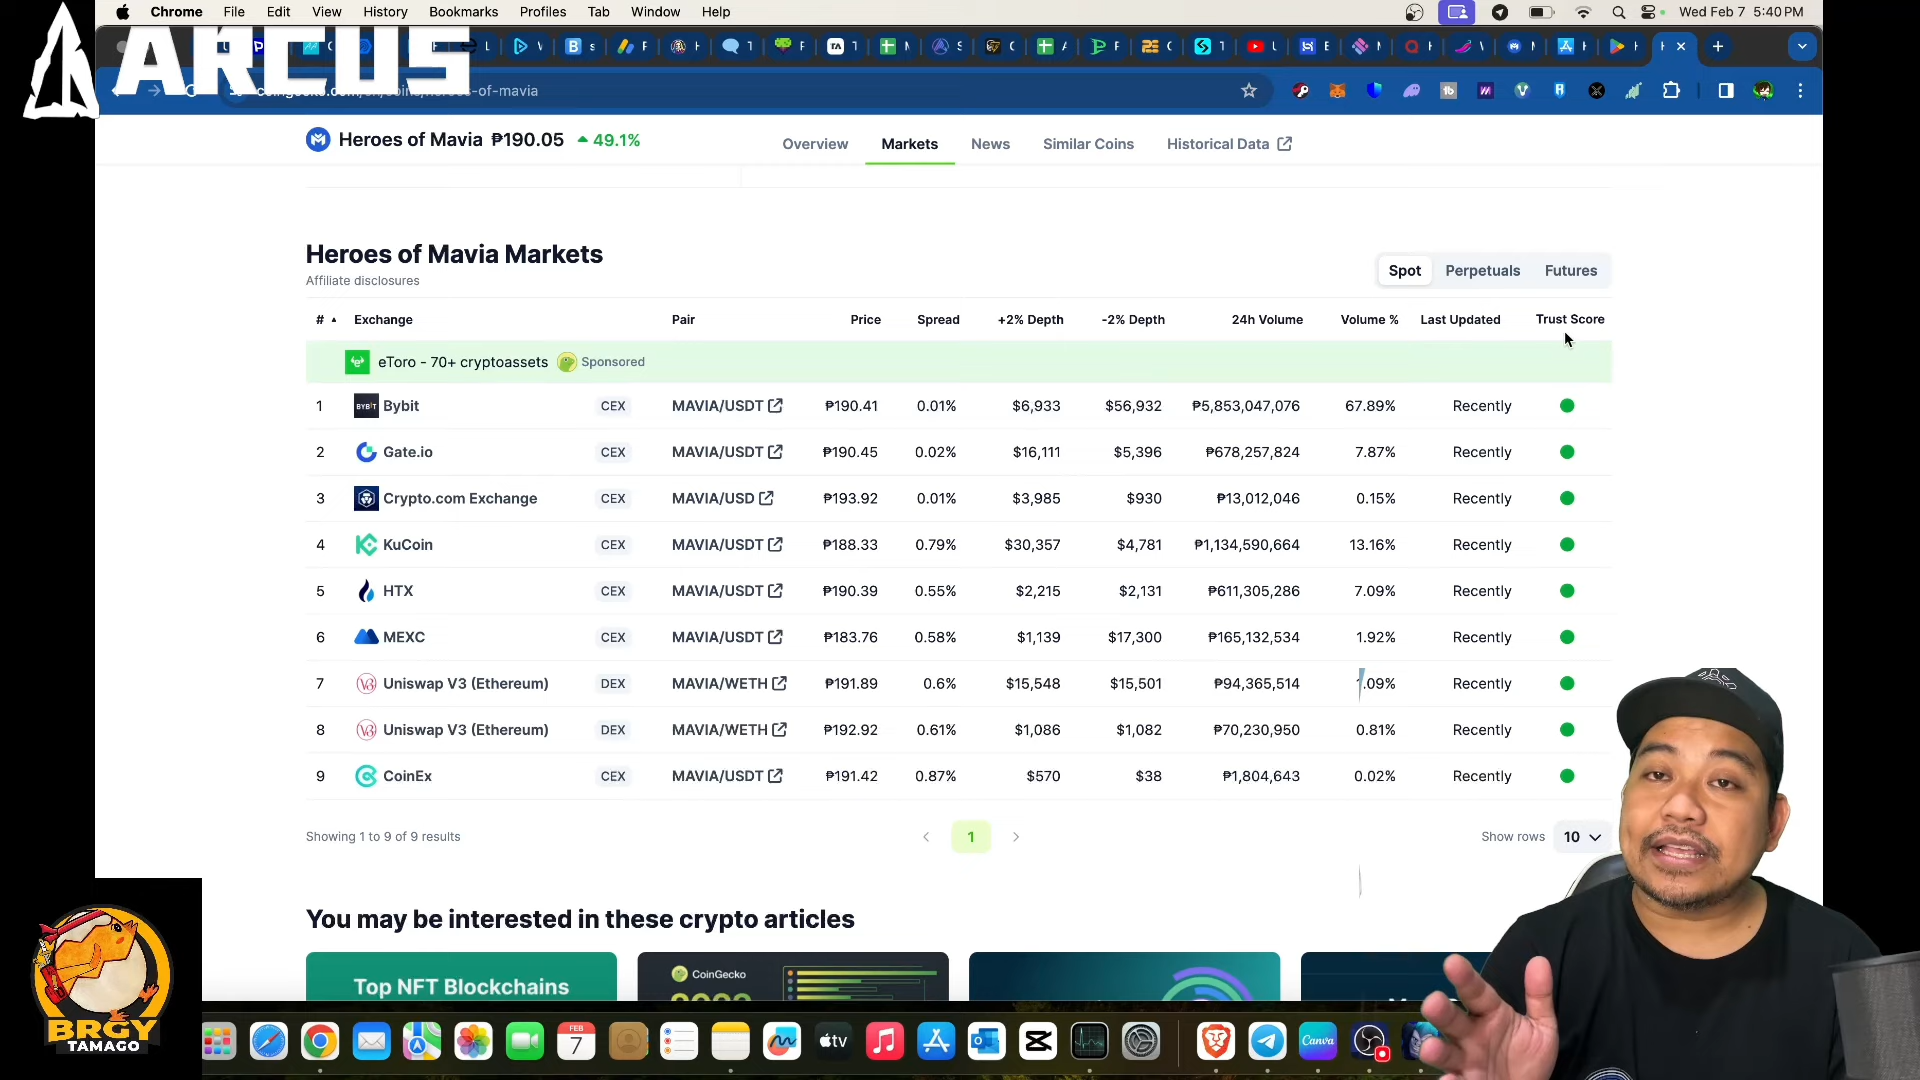 Chrome File Edit View History Bookmarks Profiles Tab Window Help Wed Feb 7 5:40 PM
ARCUS
Heroes of Mavia ₱190.05 ▲ 49.1% Overview Markets News Similar Coins Historical Data
Heroes of Mavia Markets
Affiliate disclosures
Spot Perpetuals Futures
# Exchange Pair Price Spread +2% Depth -2% Depth 24h Volume Volume % Last Updated Trust Score
eToro - 70+ cryptoassets Sponsored
1 BYBIT Bybit CEX MAVIA/USDT ₱190.41 0.01% $6,933 $56,932 ₱5,853,047,076 67.89% Recently
2 Gate.io CEX MAVIA/USDT ₱190.45 0.02% $16,111 $5,396 ₱678,257,824 7.87% Recently
3 Crypto.com Exchange CEX MAVIA/USD ₱193.92 0.01% $3,985 $930 ₱13,012,046 0.15% Recently
4 KuCoin CEX MAVIA/USDT ₱188.33 0.79% $30,357 $4,781 ₱1,134,590,664 13.16% Recently
5 HTX CEX MAVIA/USDT ₱190.39 0.55% $2,215 $2,131 ₱611,305,286 7.09% Recently
6 MEXC CEX MAVIA/USDT ₱183.76 0.58% $1,139 $17,300 ₱165,132,534 1.92% Recently
7 Uniswap V3 (Ethereum) DEX MAVIA/WETH ₱191.89 0.6% $15,548 $15,501 ₱94,365,514 .09% Recently
8 Uniswap V3 (Ethereum) DEX MAVIA/WETH ₱192.92 0.61% $1,086 $1,082 ₱70,230,950 0.81% Recently
9 CoinEx CEX MAVIA/USDT ₱191.42 0.87% $570 $38 ₱1,804,643 0.02% Recently
Showing 1 to 9 of 9 results 1 Show rows 10
You may be interested in these crypto articles
Top NFT Blockchains
CoinGecko
BRGY
TAMAGO
FEB
7
tv
Canva